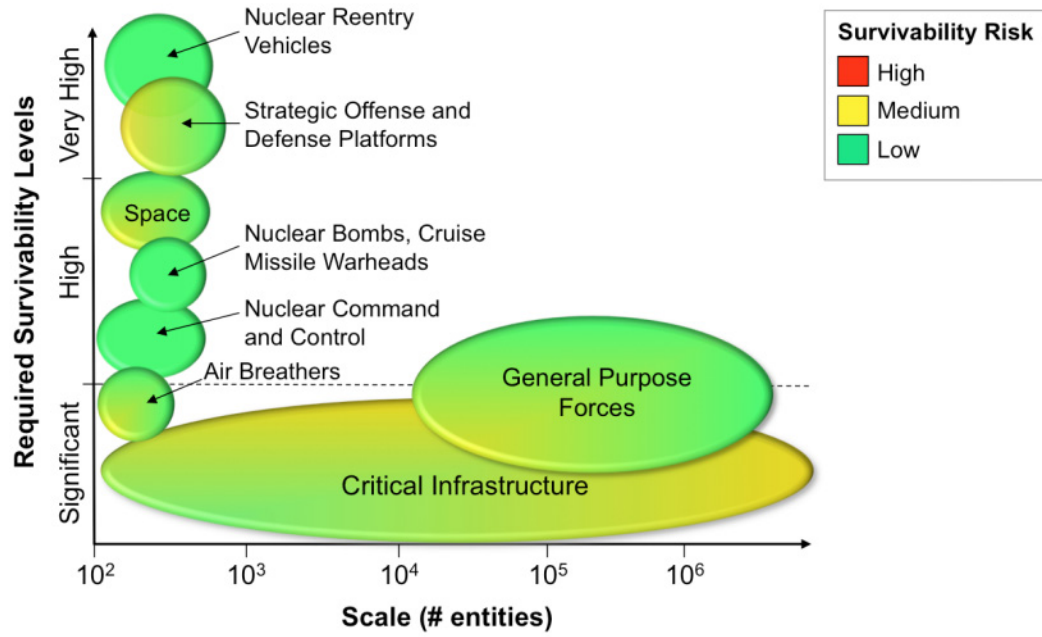 Nuclear Reentry
Vehicles
Strategic Offense and
Defense Platforms
Space
Nuclear Bombs, Cruise
Missile Warheads
Nuclear Command
and Control
Air Breathers
General Purpose
Forces
Critical Infrastructure
Required Survivability Levels
Very High
High
Significant
10² 10³ 10⁴ 10⁵ 10⁶
Scale (# entities)
Survivability Risk
High
Medium
Low